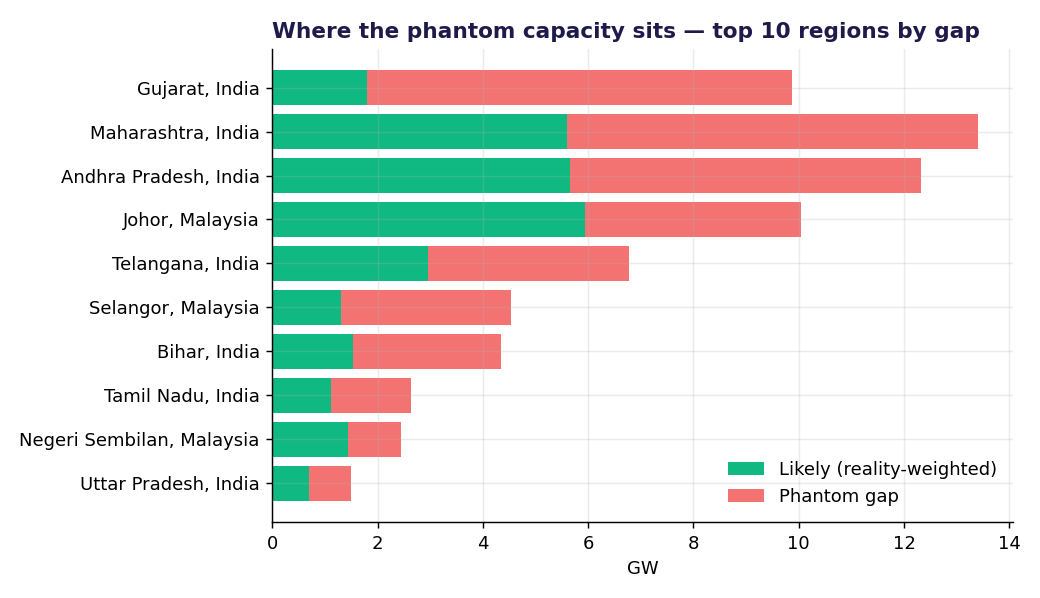 Where the phantom capacity sits — top 10 regions by gap
Gujarat, India
Maharashtra, India
Andhra Pradesh, India
Johor, Malaysia
Telangana, India
Selangor, Malaysia
Bihar, India
Tamil Nadu, India
Negeri Sembilan, Malaysia
Uttar Pradesh, India
Likely (reality-weighted)
Phantom gap
0 2 4 6 8 10 12 14
GW